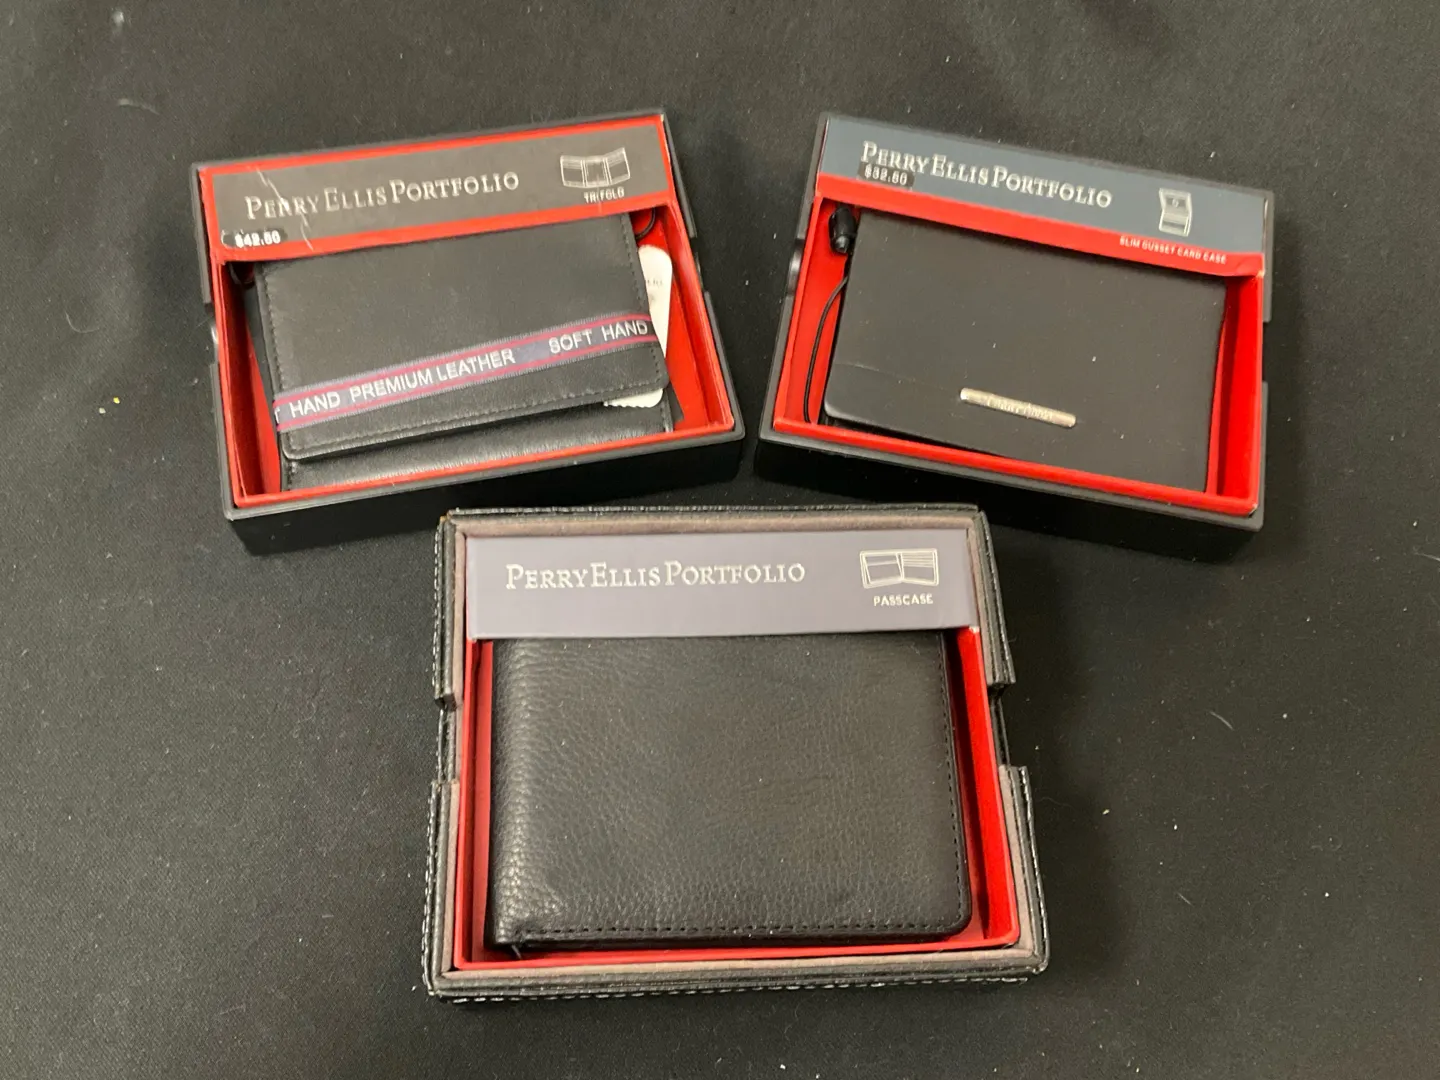 PERRY ELLIS PORTFOLIO
TRIFOLD
$42.50
HAND PREMIUM LEATHER SOFT HAND
PERRY ELLIS PORTFOLIO
$32.50
SLIM GUSSET CARD CASE
PERRY ELLIS PORTFOLIO
PASSCASE